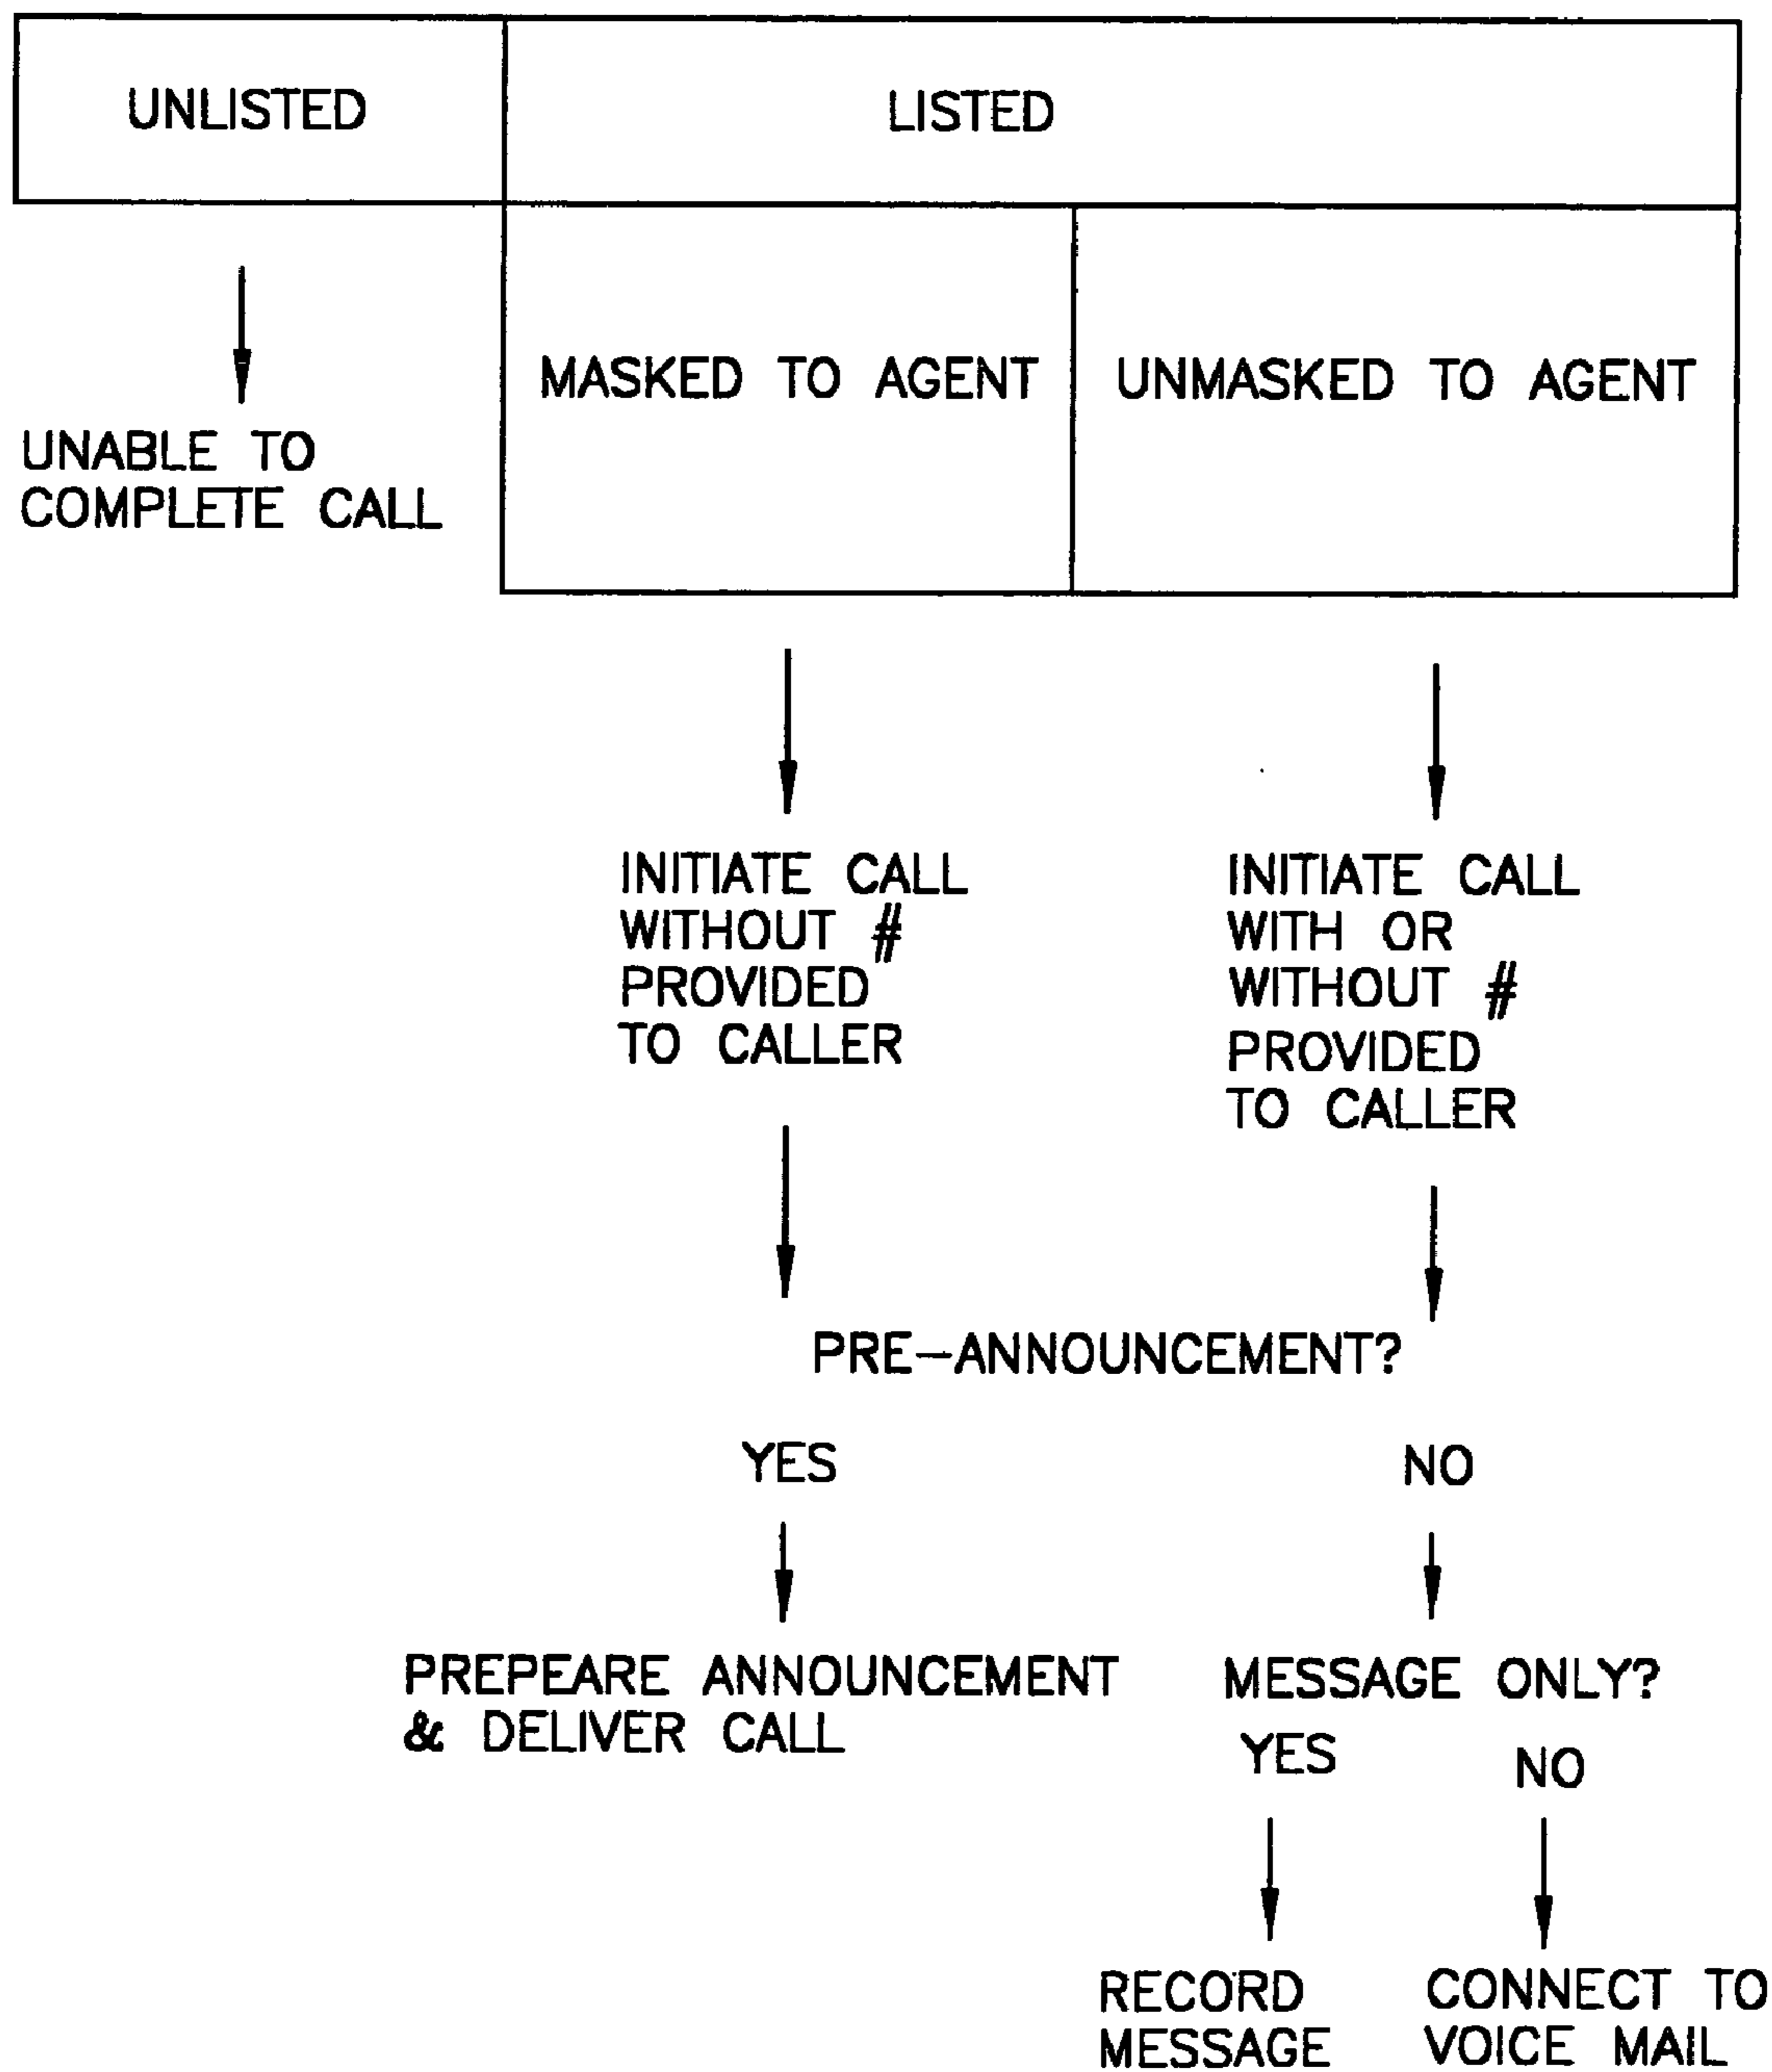 UNLISTED
LISTED
MASKED TO AGENT
UNMASKED TO AGENT
UNABLE TO
COMPLETE CALL
INITIATE CALL
WITHOUT #
PROVIDED
TO CALLER
INITIATE CALL
WITH OR
WITHOUT #
PROVIDED
TO CALLER
PRE-ANNOUNCEMENT?
YES
NO
PREPEARE ANNOUNCEMENT
& DELIVER CALL
MESSAGE ONLY?
YES
NO
RECORD
MESSAGE
CONNECT TO
VOICE MAIL